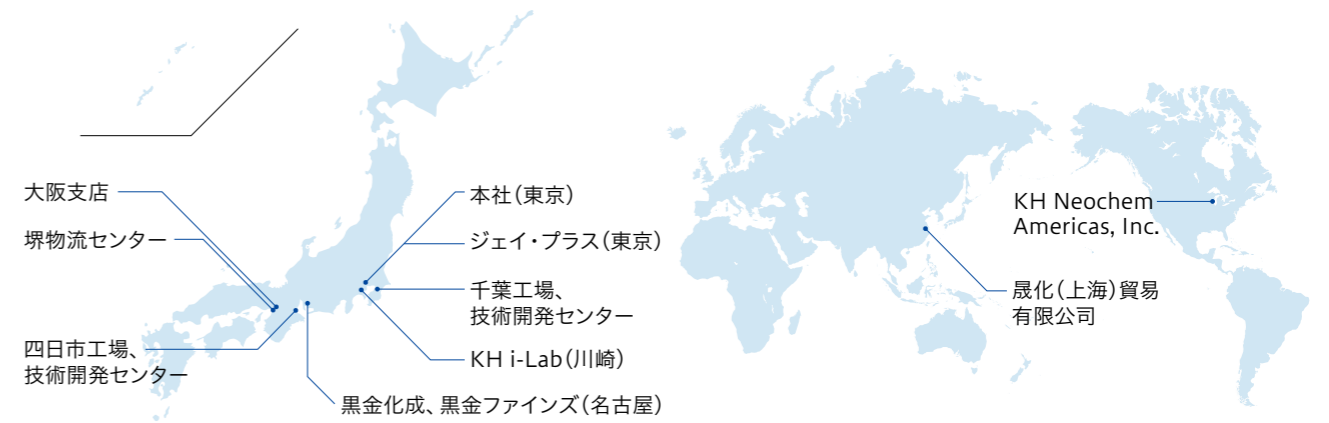 大阪支店
堺物流センター
四日市工場、
技術開発センター
本社（東京）
ジェイ・プラス（東京）
千葉工場、
技術開発センター
KH i-Lab（川崎）
黒金化成、黒金ファインズ（名古屋）
KH Neochem
Americas, Inc.
晟化（上海）貿易
有限公司